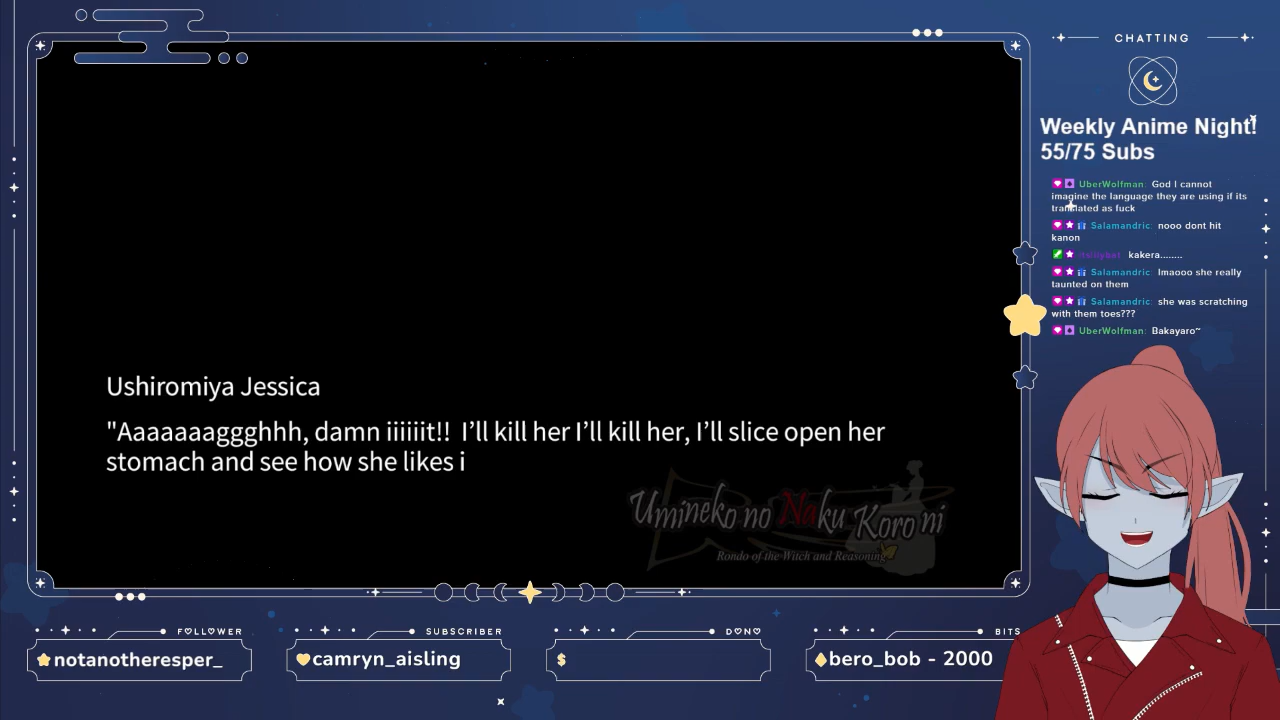 CHATTING
Weekly Anime Night!
55/75 Subs
UberWolfman: God I cannot
imagine the language they are using if its
translated as fuck
Salamandric: nooo dont hit
kanon
itslilybat kakera........
Salamandric: lmaooo she really
taunted on them
Salamandric: she was scratching
with them toes???
UberWolfman: Bakayaro~
Ushiromiya Jessica
"Aaaaaaaggghhh, damn iiiiiit!! I’ll kill her I’ll kill her, I’ll slice open her
stomach and see how she likes i
Umineko no Naku Koro ni
Rondo of the Witch and Reasoning
FOLLOWER
notanotheresper_
SUBSCRIBER
camryn_aisling
DONO
$
BITS
bero_bob - 2000